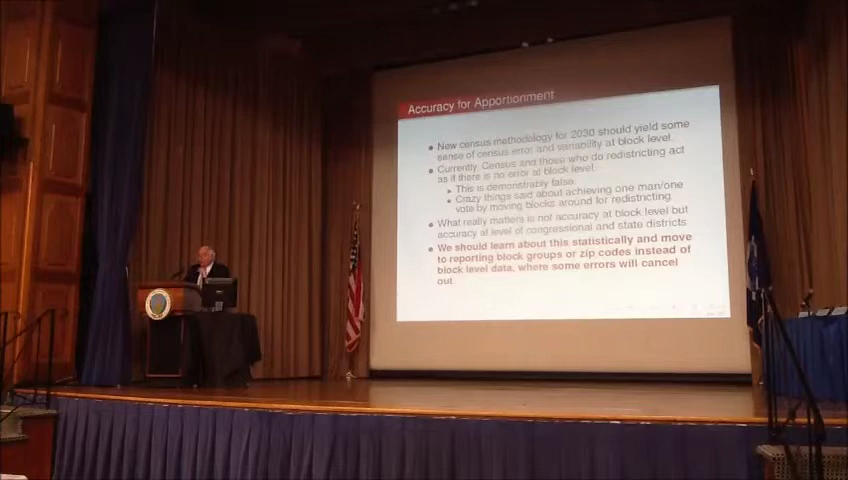 Accuracy for Apportionment
New census methodology for 2030 should yield some
sense of census error and variability at block level.
Currently, Census and those who do redistricting act
as if there is no error at block level.
This is demonstrably false.
Crazy things said about achieving one man/one
vote by moving blocks around for redistricting.
What really matters is not accuracy at block level but
accuracy at level of congressional and state districts.
We should learn about this statistically and move
to reporting block groups or zip codes instead of
block level data, where some errors will cancel
out.